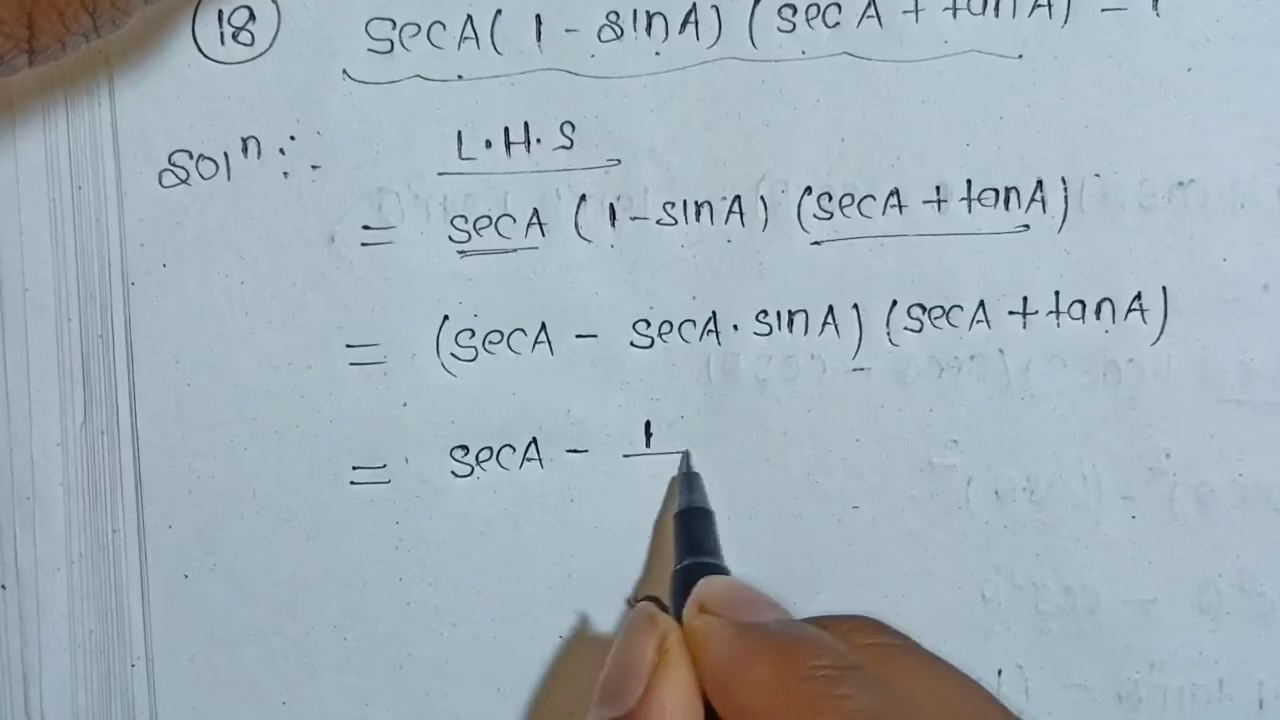 (18) secA(1 - sinA) (secA + tanA) = 1
Solⁿ :- L.H.S
= secA (1-sinA) (secA + tanA)
= (secA - secA · sinA) (secA + tanA)
= secA - 1